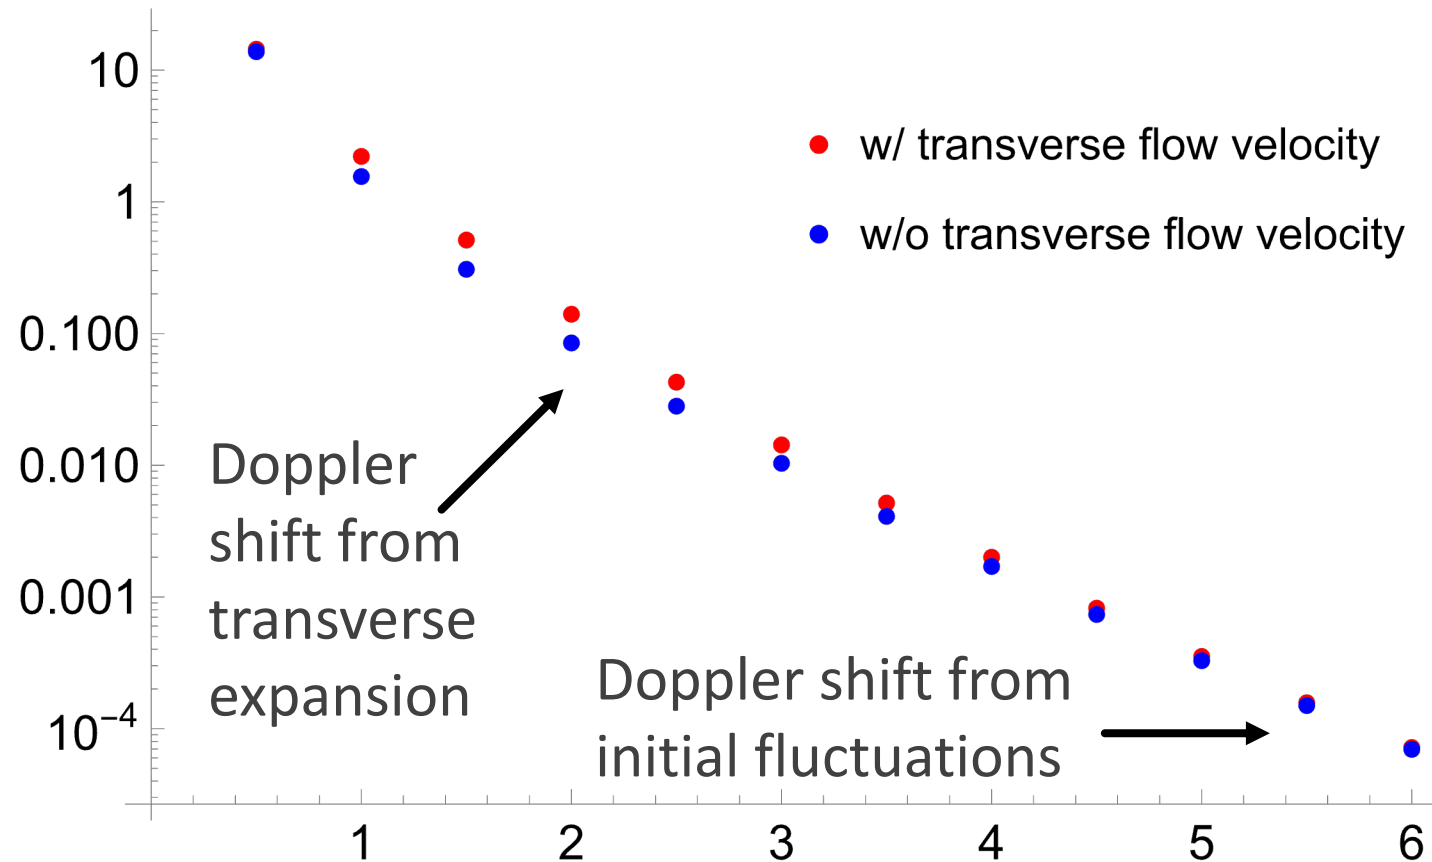 10
1
0.100
0.010
0.001
10⁻⁴
w/ transverse flow velocity
w/o transverse flow velocity
Doppler
shift from
transverse
expansion
Doppler shift from
initial fluctuations
1 2 3 4 5 6